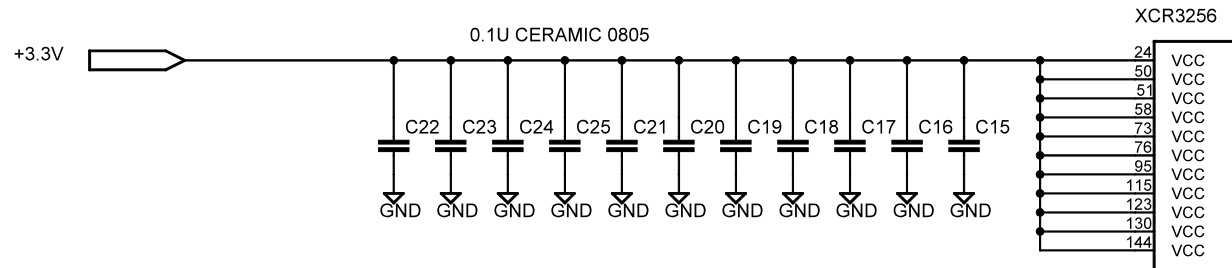 XCR3256
0.1U CERAMIC 0805
+3.3V
24 VCC
50 VCC
51 VCC
58 VCC
73 VCC
76 VCC
95 VCC
115 VCC
123 VCC
130 VCC
144 VCC
C22 C23 C24 C25 C21 C20 C19 C18 C17 C16 C15
GND GND GND GND GND GND GND GND GND GND GND